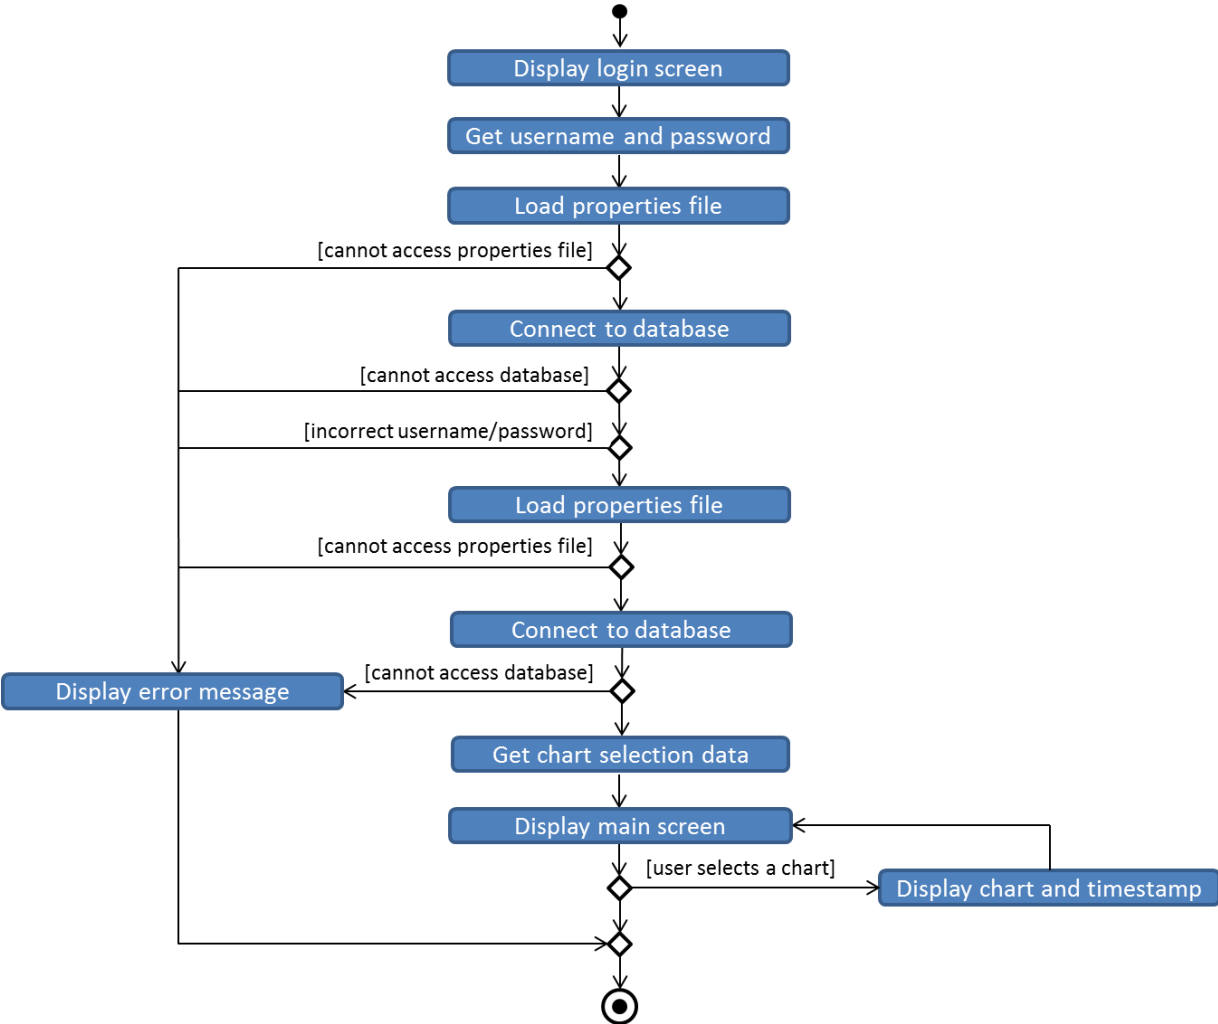 Display login screen
Get username and password
Load properties file
[cannot access properties file]
Connect to database
[cannot access database]
[incorrect username/password]
Load properties file
[cannot access properties file]
Connect to database
[cannot access database]
Display error message
Get chart selection data
Display main screen
[user selects a chart]
Display chart and timestamp